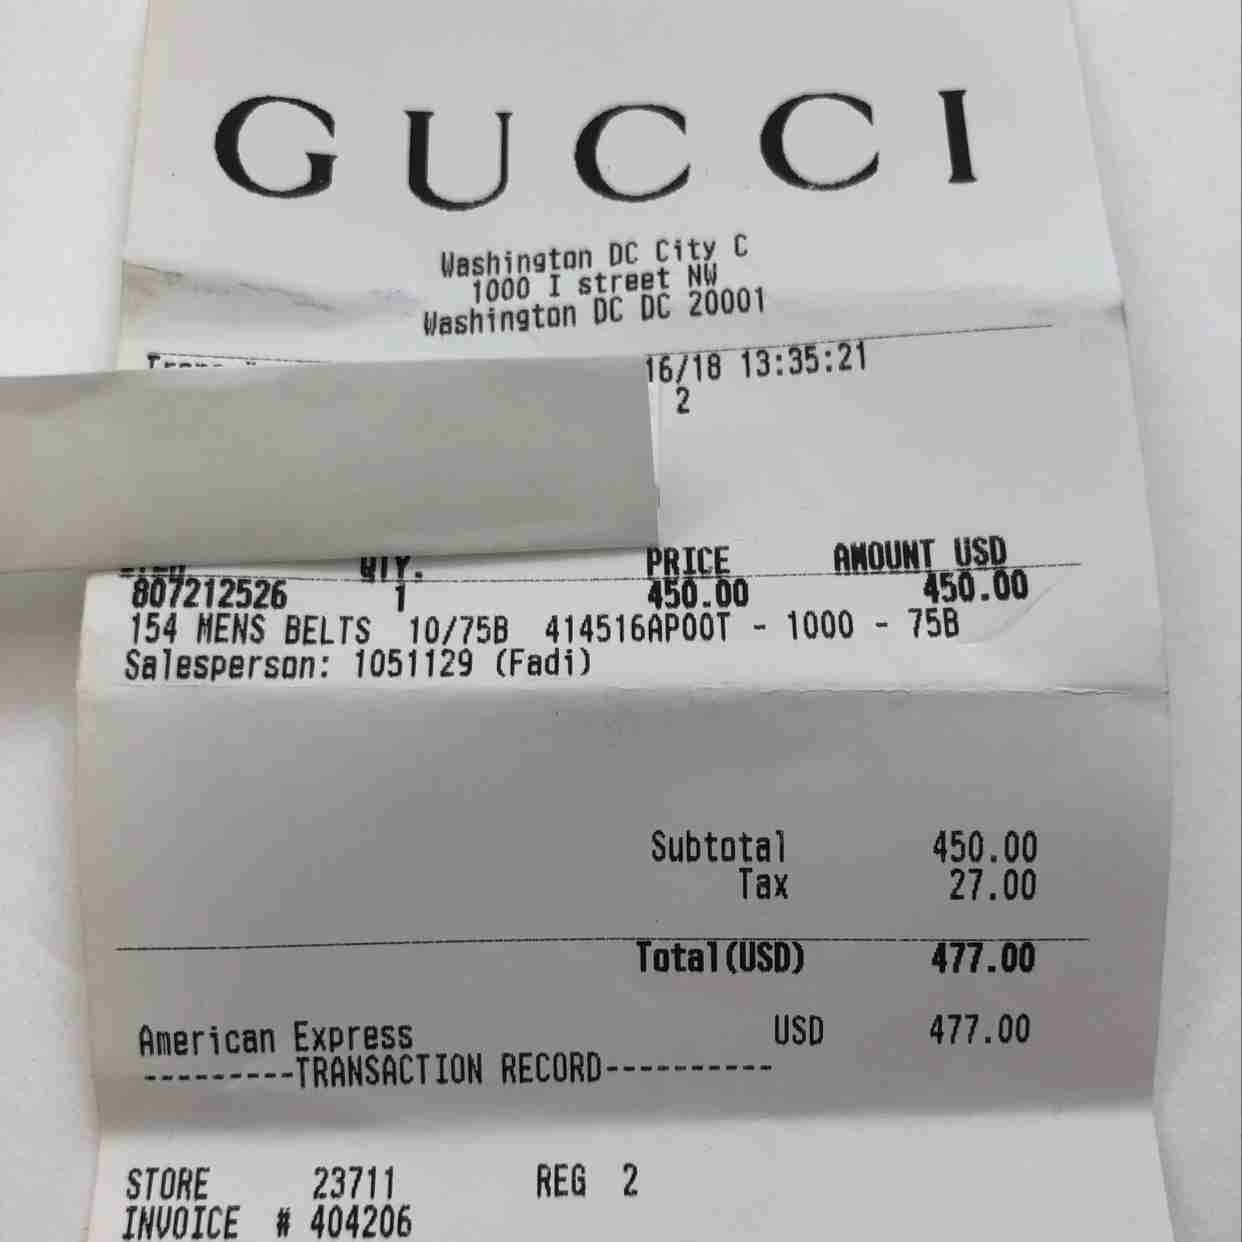 GUCCI
Washington DC City C
1000 I street NW
Washington DC DC 20001
16/18 13:35:21
2
QTY. PRICE AMOUNT USD
807212526 1 450.00 450.00
154 MENS BELTS 10/75B 414516AP00T - 1000 - 75B
Salesperson: 1051129 (Fadi)
Subtotal 450.00
Tax 27.00
Total(USD) 477.00
American Express USD 477.00
---------TRANSACTION RECORD----------
STORE 23711 REG 2
INVOICE # 404206